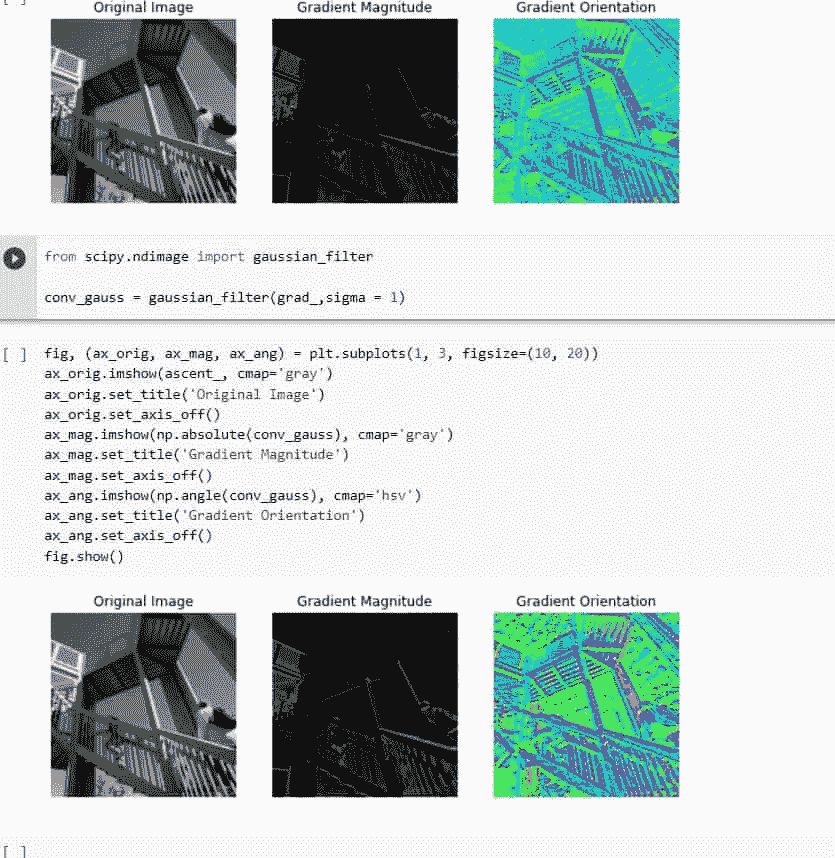 [ ]
Original Image Gradient Magnitude Gradient Orientation
from scipy.ndimage import gaussian_filter
conv_gauss = gaussian_filter(grad_,sigma = 1)
[ ] fig, (ax_orig, ax_mag, ax_ang) = plt.subplots(1, 3, figsize=(10, 20))
ax_orig.imshow(ascent_, cmap='gray')
ax_orig.set_title('Original Image')
ax_orig.set_axis_off()
ax_mag.imshow(np.absolute(conv_gauss), cmap='gray')
ax_mag.set_title('Gradient Magnitude')
ax_mag.set_axis_off()
ax_ang.imshow(np.angle(conv_gauss), cmap='hsv')
ax_ang.set_title('Gradient Orientation')
ax_ang.set_axis_off()
fig.show()
Original Image Gradient Magnitude Gradient Orientation
[ ]